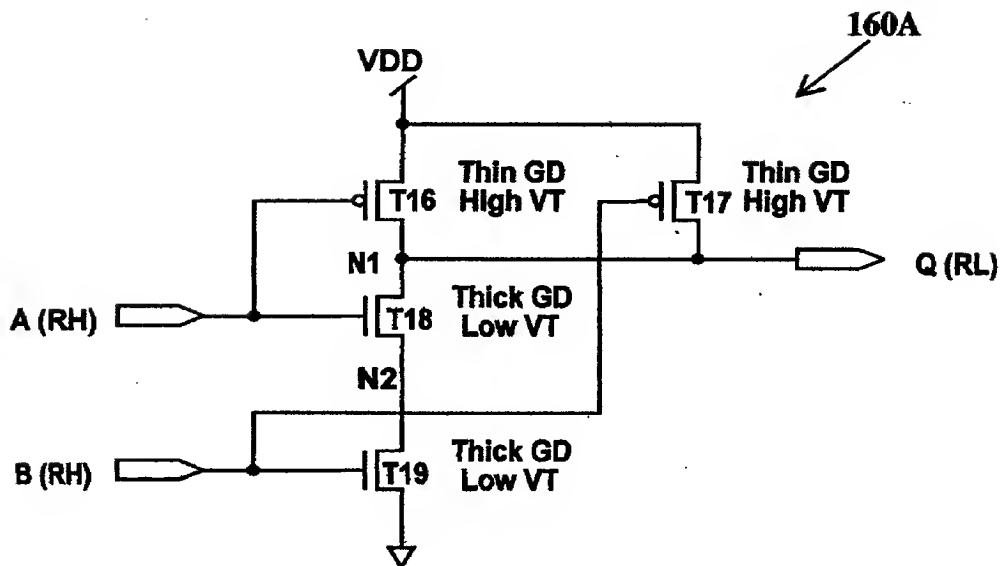 160A
VDD
T16
Thin GD
High VT
T17
Thin GD
High VT
N1
Q (RL)
A (RH)
T18
Thick GD
Low VT
N2
B (RH)
T19
Thick GD
Low VT